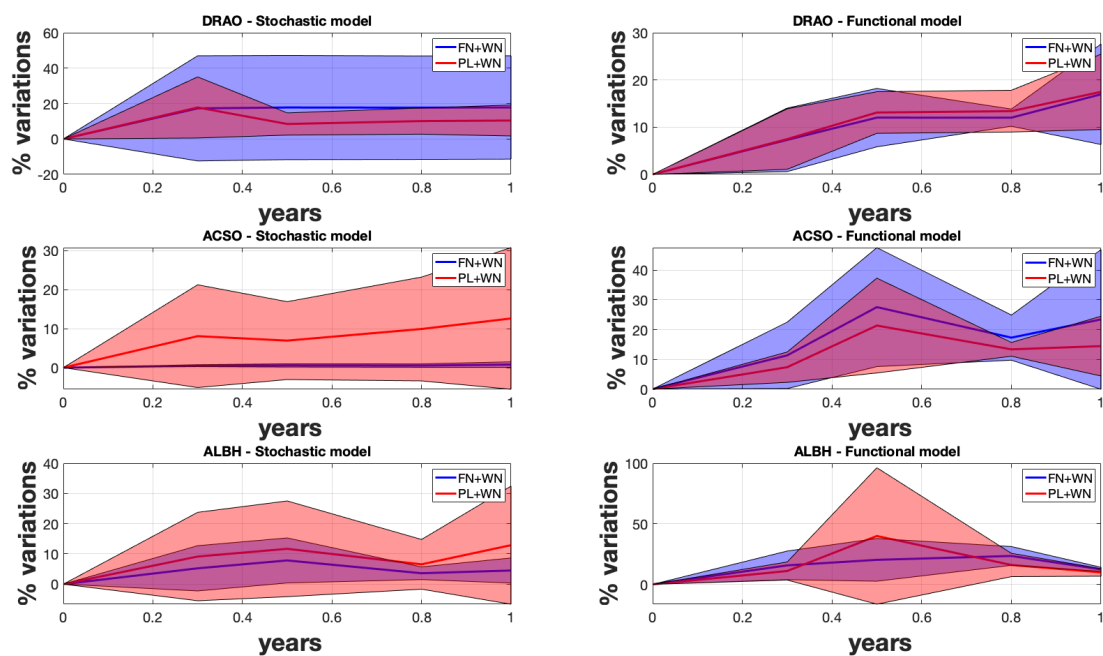 DRAO - Stochastic model
60
40
20
0
-20
% variations
FN+WN
PL+WN
0 0.2 0.4 0.6 0.8 1
years
DRAO - Functional model
30
20
10
0
% variations
FN+WN
PL+WN
0 0.2 0.4 0.6 0.8 1
years
ACSO - Stochastic model
30
20
10
0
% variations
FN+WN
PL+WN
0 0.2 0.4 0.6 0.8 1
years
ACSO - Functional model
40
30
20
10
0
% variations
FN+WN
PL+WN
0 0.2 0.4 0.6 0.8 1
years
ALBH - Stochastic model
40
30
20
10
0
% variations
FN+WN
PL+WN
0 0.2 0.4 0.6 0.8 1
years
ALBH - Functional model
100
50
0
% variations
FN+WN
PL+WN
0 0.2 0.4 0.6 0.8 1
years